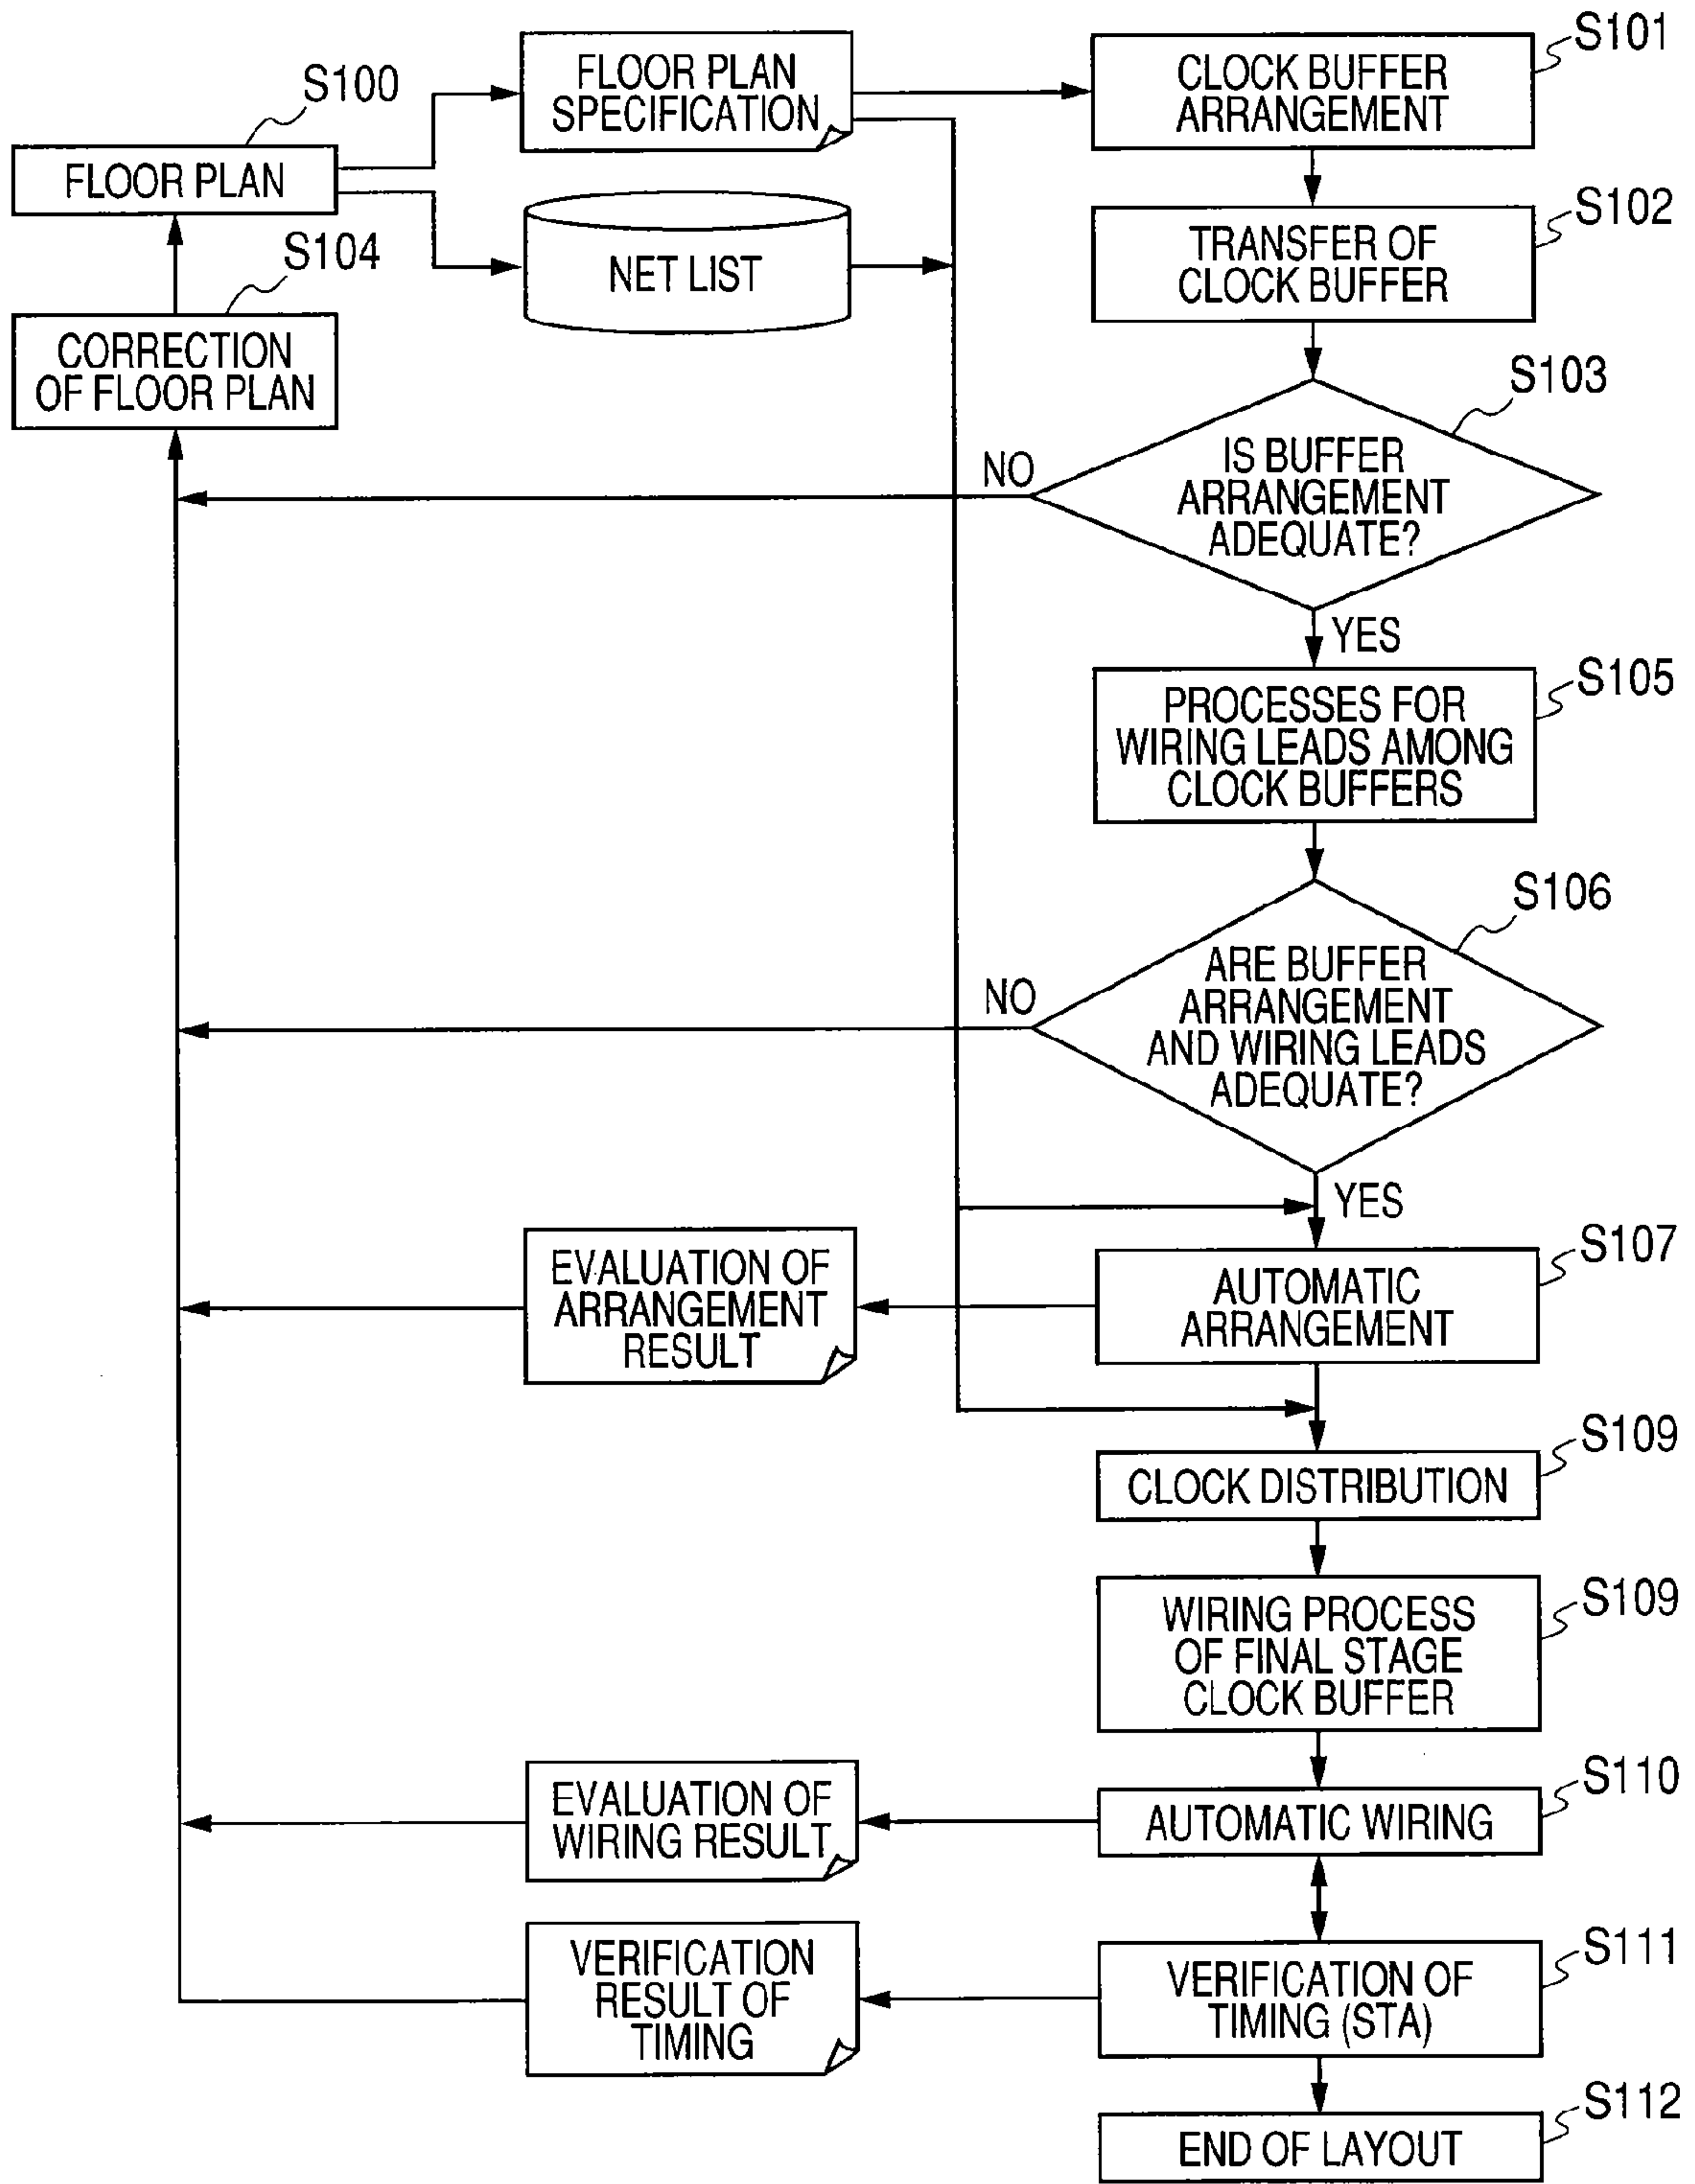 S100
FLOOR PLAN
S104
CORRECTION
OF FLOOR PLAN
FLOOR PLAN
SPECIFICATION
NET LIST
S101
CLOCK BUFFER
ARRANGEMENT
S102
TRANSFER OF
CLOCK BUFFER
S103
IS BUFFER
ARRANGEMENT
ADEQUATE?
NO
YES
S105
PROCESSES FOR
WIRING LEADS AMONG
CLOCK BUFFERS
S106
ARE BUFFER
ARRANGEMENT
AND WIRING LEADS
ADEQUATE?
NO
YES
S107
AUTOMATIC
ARRANGEMENT
EVALUATION OF
ARRANGEMENT
RESULT
S109
CLOCK DISTRIBUTION
S109
WIRING PROCESS
OF FINAL STAGE
CLOCK BUFFER
S110
AUTOMATIC WIRING
EVALUATION OF
WIRING RESULT
S111
VERIFICATION OF
TIMING (STA)
VERIFICATION
RESULT OF
TIMING
S112
END OF LAYOUT